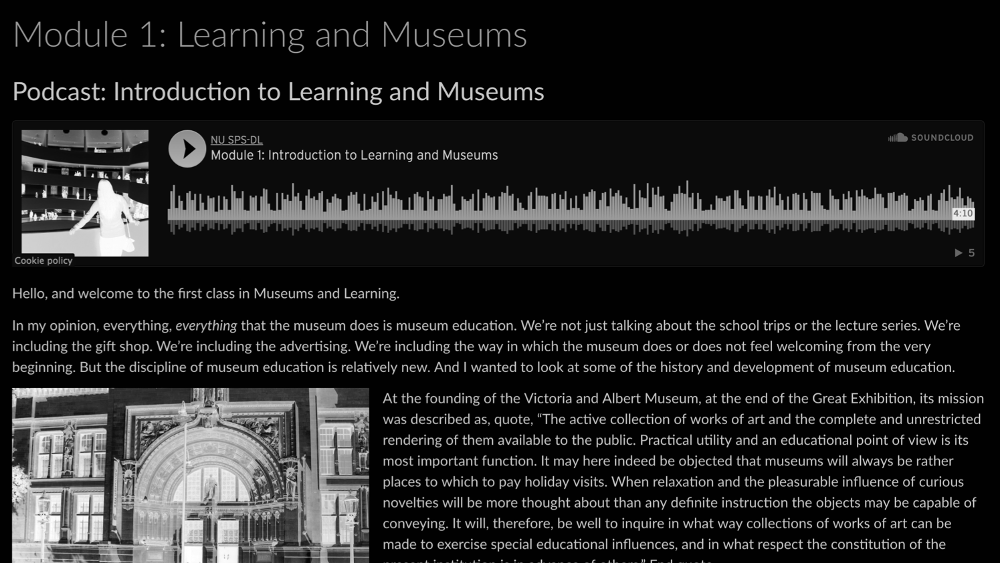 Module 1: Learning and Museums
Podcast: Introduction to Learning and Museums
NU SPS-DL
SOUNDCLOUD
Module 1: Introduction to Learning and Museums
4:10
5
Cookie policy
Hello, and welcome to the first class in Museums and Learning.
In my opinion, everything, everything that the museum does is museum education. We’re not just talking about the school trips or the lecture series. We’re
including the gift shop. We’re including the advertising. We’re including the way in which the museum does or does not feel welcoming from the very
beginning. But the discipline of museum education is relatively new. And I wanted to look at some of the history and development of museum education.
At the founding of the Victoria and Albert Museum, at the end of the Great Exhibition, its mission
was described as, quote, “The active collection of works of art and the complete and unrestricted
rendering of them available to the public. Practical utility and an educational point of view is its
most important function. It may here indeed be objected that museums will always be rather
places to which to pay holiday visits. When relaxation and the pleasurable influence of curious
novelties will be more thought about than any definite instruction the objects may be capable of
conveying. It will, therefore, be well to inquire in what way collections of works of art can be
made to exercise special educational influences, and in what respect the constitution of the
present institution is in advance of others.” End quote.